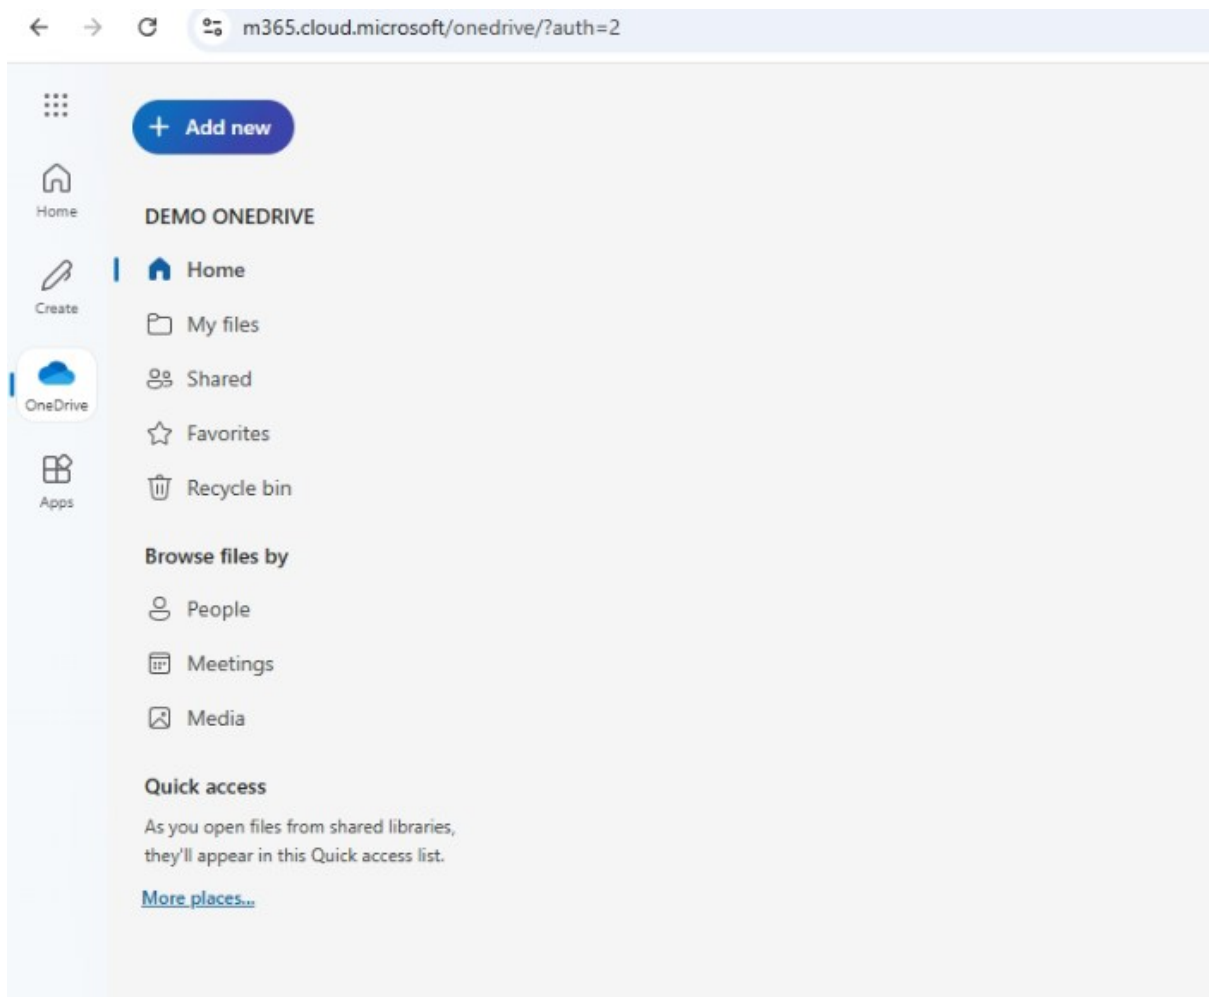 m365.cloud.microsoft/onedrive/?auth=2
Add new
Home
DEMO ONEDRIVE
Home
Create
My files
Shared
OneDrive
Favorites
Apps
Recycle bin
Browse files by
People
Meetings
Media
Quick access
As you open files from shared libraries,
they'll appear in this Quick access list.
More places...